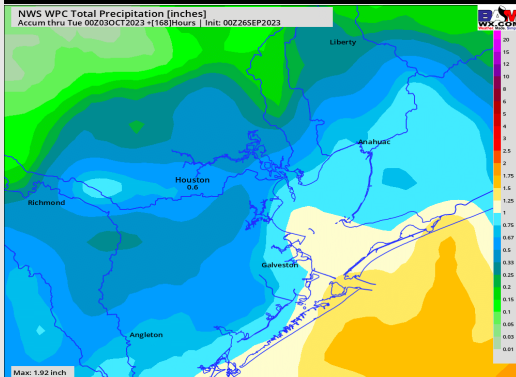 NWS WPC Total Precipitation [inches]
Accum thru Tue 00Z03OCT2023 +[168]Hours | Init: 00Z26SEP2023
WX.COM
Liberty
Anahuac
Houston
0.6
Richmond
Galveston
Angleton
Max: 1.92 inch
20
15
12
10
8
6
5
4
3
2.5
2
1.75
1.5
1.25
1
0.75
0.67
0.5
0.33
0.25
0.2
0.15
0.1
0.05
0.03
0.01